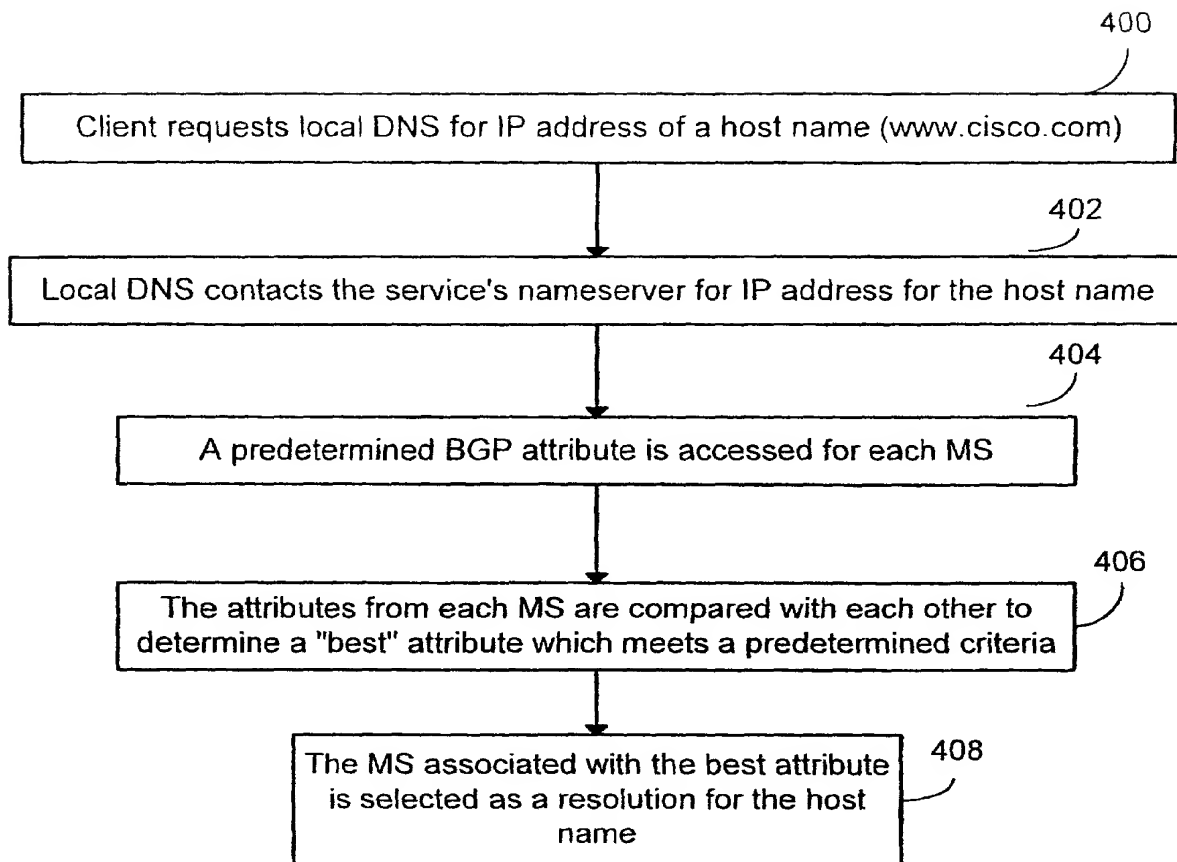 400
Client requests local DNS for IP address of a host name (www.cisco.com)
402
Local DNS contacts the service's nameserver for IP address for the host name
404
A predetermined BGP attribute is accessed for each MS
406
The attributes from each MS are compared with each other to
determine a "best" attribute which meets a predetermined criteria
408
The MS associated with the best attribute
is selected as a resolution for the host
name